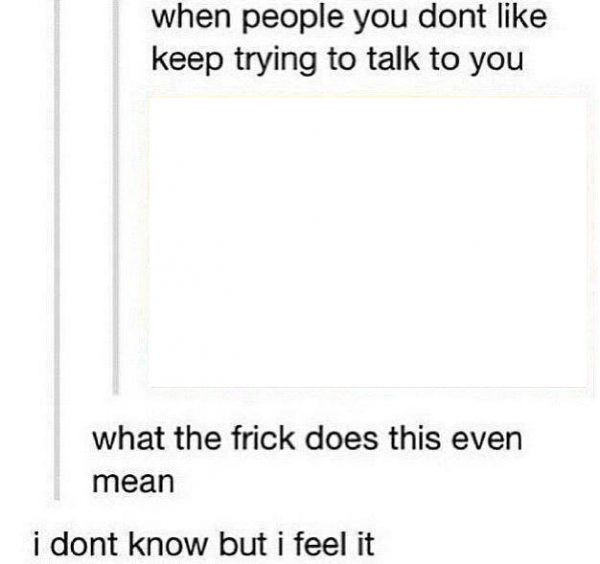 when people you dont like
keep trying to talk to you
what the frick does this even
mean
i dont know but i feel it